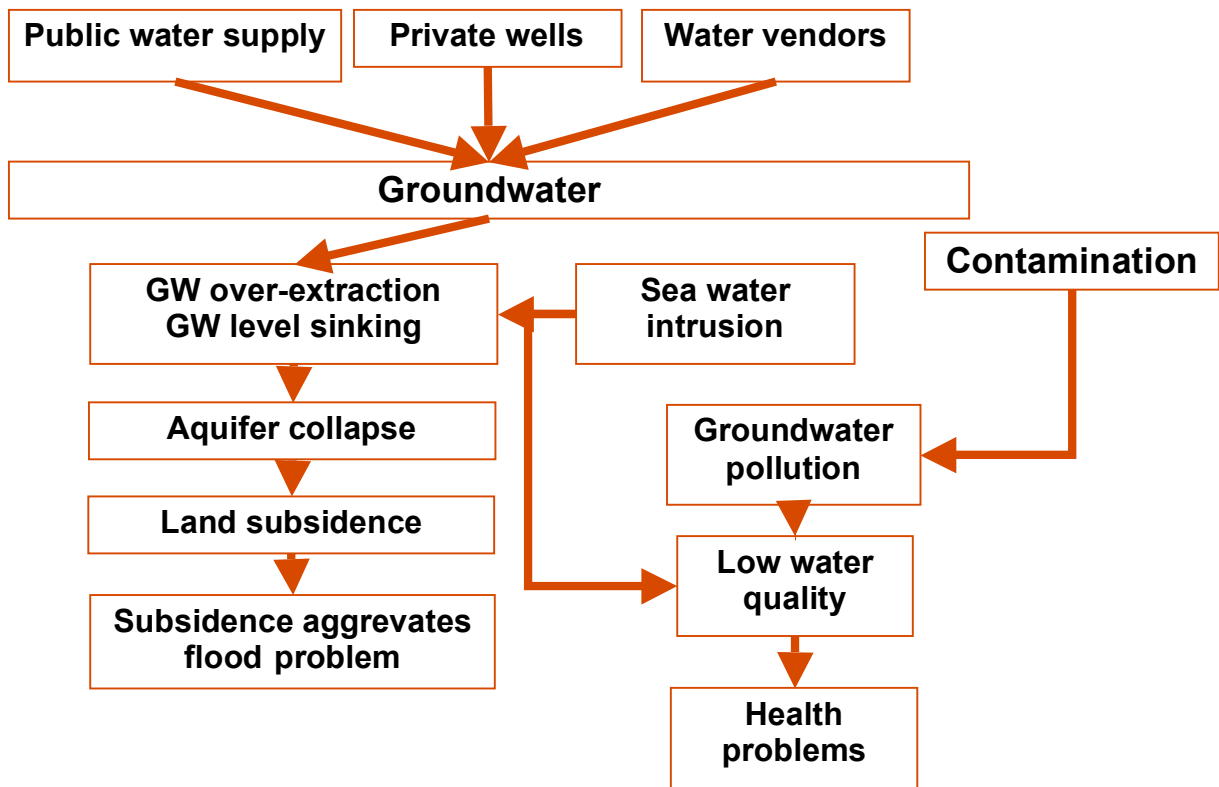 Public water supply
Private wells
Water vendors
Groundwater
Contamination
GW over-extraction
GW level sinking
Sea water
intrusion
Aquifer collapse
Groundwater
pollution
Land subsidence
Low water
quality
Subsidence aggrevates
flood problem
Health
problems